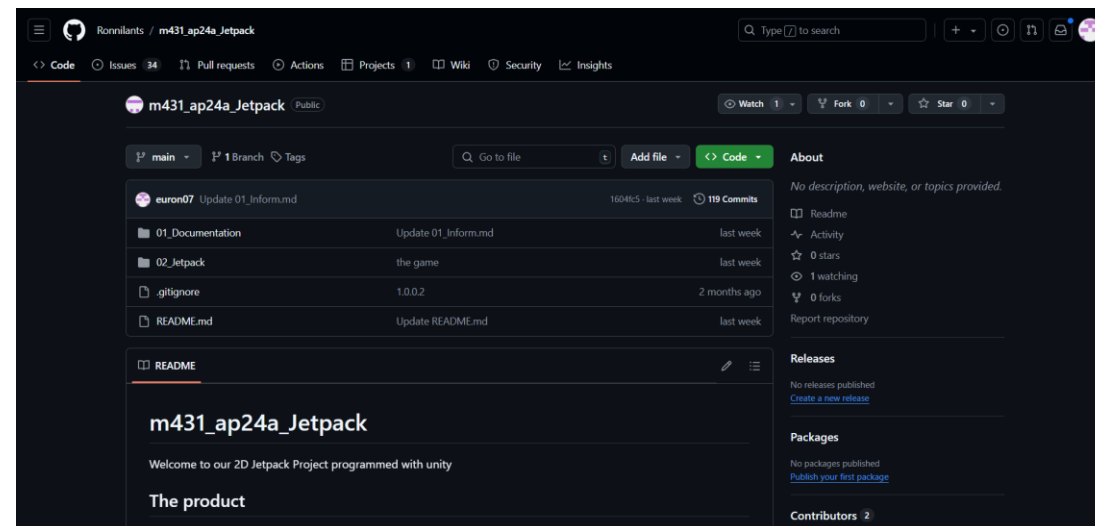 Ronnilants / m431_ap24a_Jetpack Type / to search
Code Issues 34 Pull requests Actions Projects 1 Wiki Security Insights
m431_ap24a_Jetpack Public Watch 1 Fork 0 Star 0
main 1 Branch Tags Go to file t Add file Code
About
No description, website, or topics provided.
Readme
Activity
0 stars
1 watching
0 forks
Report repository
euron07 Update 01_Inform.md 1604fc5 · last week 119 Commits
01_Documentation Update 01_Inform.md last week
02_Jetpack the game last week
.gitignore 1.0.0.2 2 months ago
README.md Update README.md last week
README
m431_ap24a_Jetpack
Welcome to our 2D Jetpack Project programmed with unity
The product
Releases
No releases published
Create a new release
Packages
No packages published
Publish your first package
Contributors 2